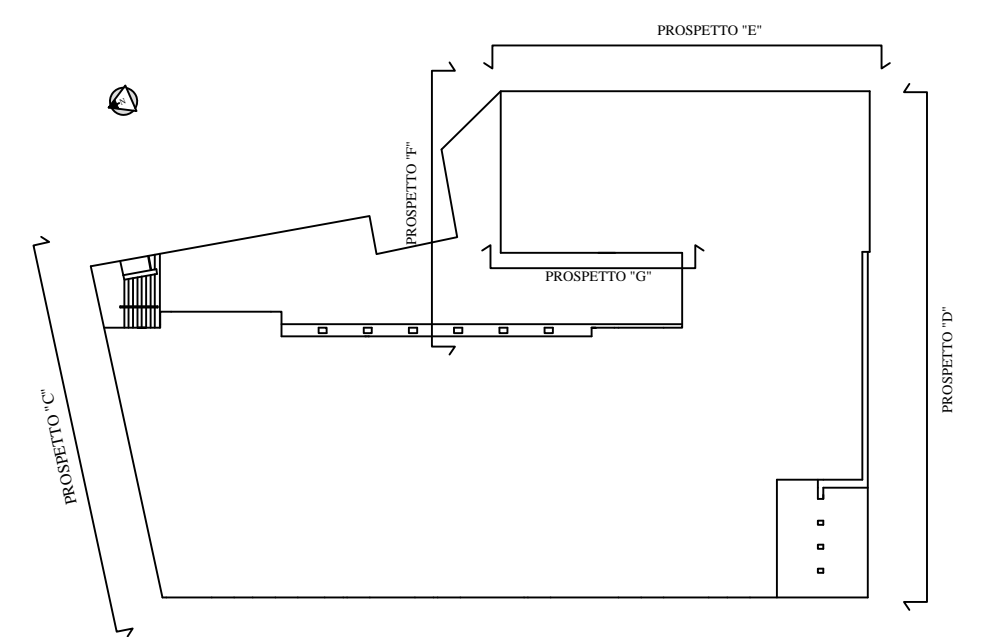 PROSPETTO "E"
PROSPETTO "F"
PROSPETTO "G"
PROSPETTO "D"
PROSPETTO "C"
N